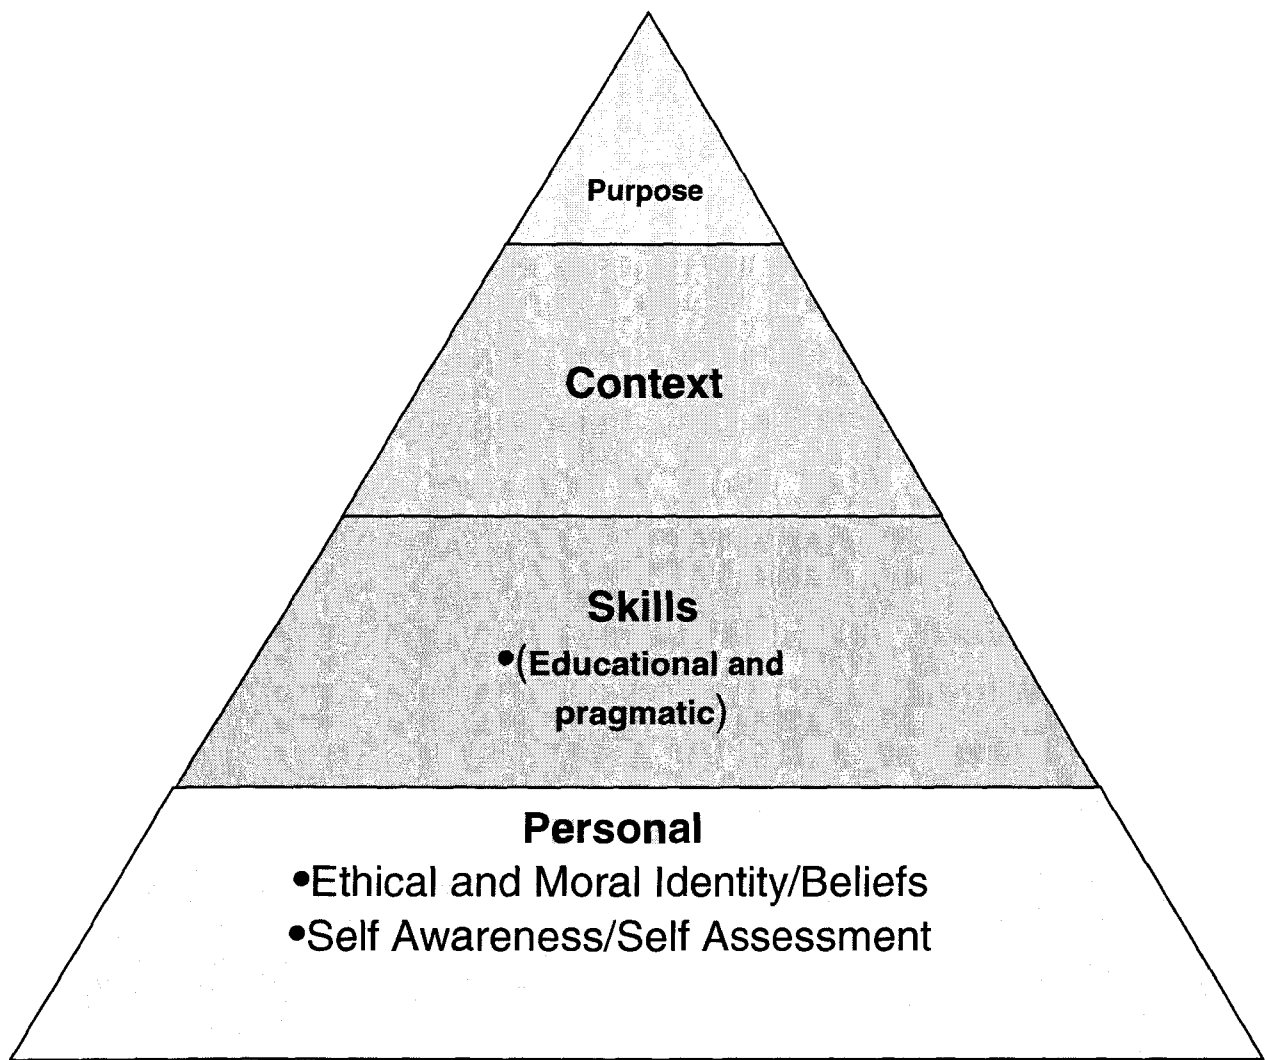 Purpose
Context
Skills
•(Educational and
pragmatic)
Personal
•Ethical and Moral Identity/Beliefs
•Self Awareness/Self Assessment